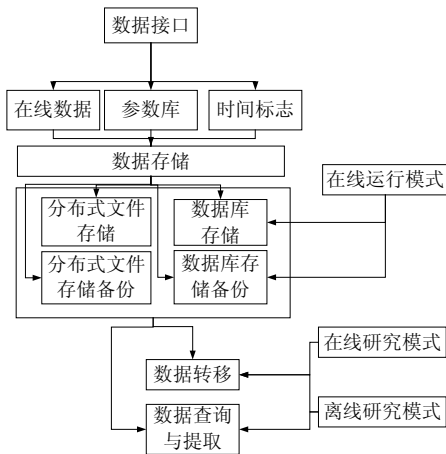 数据接口
在线数据
参数库
时间标志
数据存储
在线运行模式
分布式文件
存储
数据库
存储
分布式文件
存储备份
数据库存
储备份
在线研究模式
数据转移
离线研究模式
数据查询
与提取